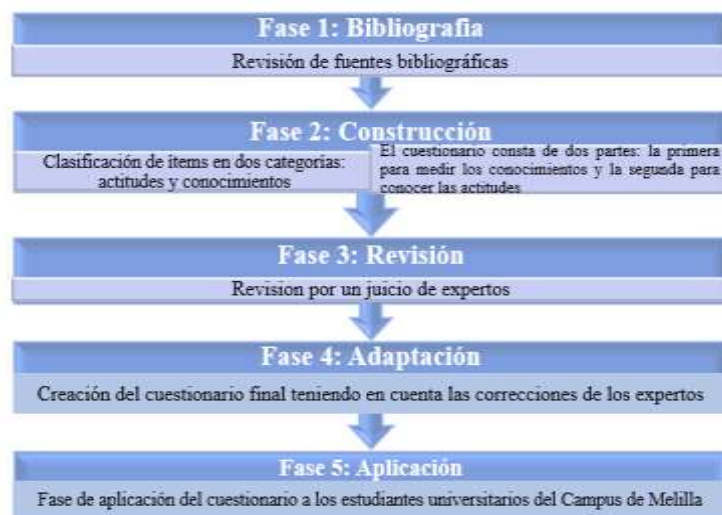 Fase 1: Bibliografia
Revisión de fuentes bibliográficas
Fase 2: Construcción
Clasificación de items en dos categorías:
actitudes y conocimientos
El cuestionario consta de dos partes: la primera
para medir los conocimientos y la segunda para
conocer las actitudes
Fase 3: Revisión
Revision por un juicio de expertos
Fase 4: Adaptación
Creación del cuestionario final teniendo en cuenta las correcciones de los expertos
Fase 5: Aplicación
Fase de aplicación del cuestionario a los estudiantes universitarios del Campus de Melilla